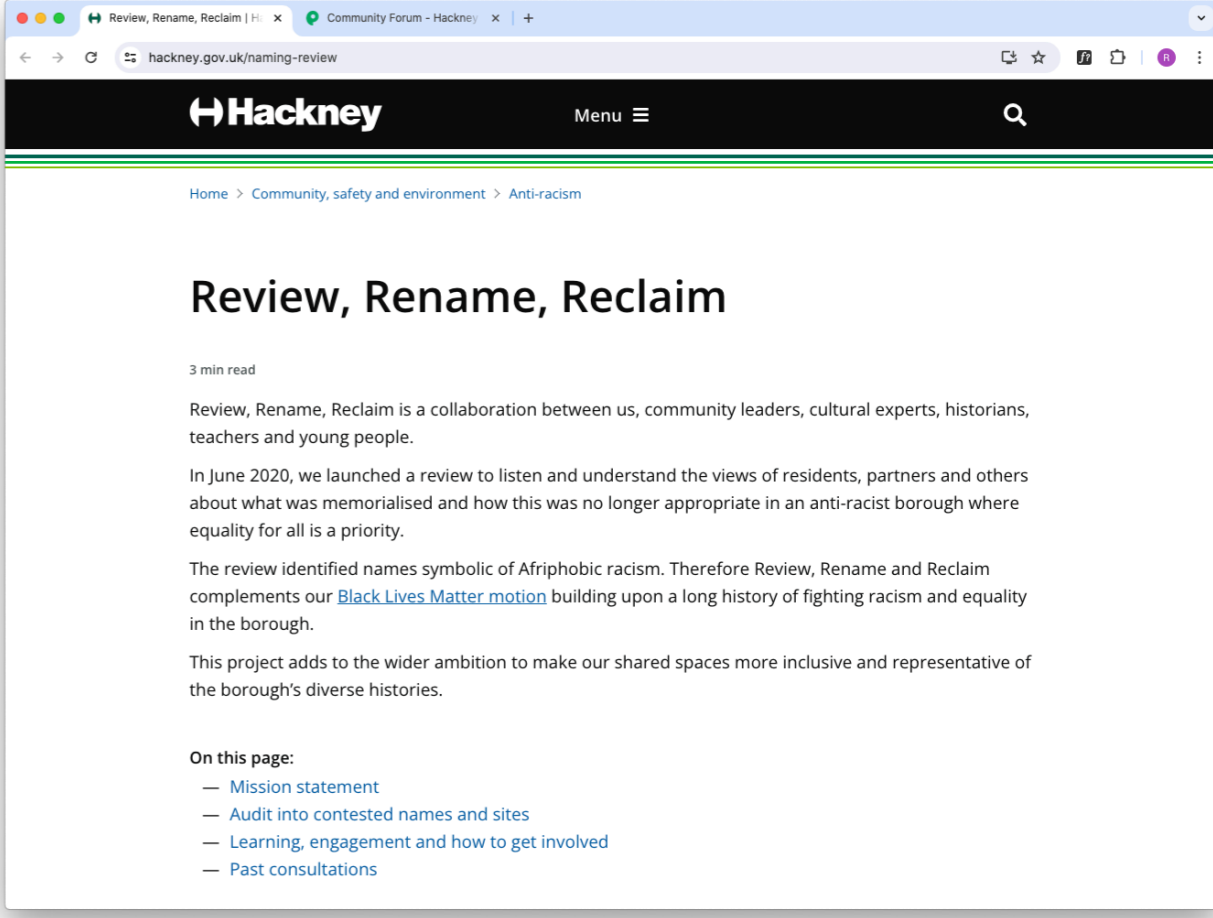 Review, Rename, Reclaim | H
Community Forum - Hackney
hackney.gov.uk/naming-review
R
Hackney
Menu
Home > Community, safety and environment > Anti-racism
Review, Rename, Reclaim
3 min read
Review, Rename, Reclaim is a collaboration between us, community leaders, cultural experts, historians,
teachers and young people.
In June 2020, we launched a review to listen and understand the views of residents, partners and others
about what was memorialised and how this was no longer appropriate in an anti-racist borough where
equality for all is a priority.
The review identified names symbolic of Afriphobic racism. Therefore Review, Rename and Reclaim
complements our Black Lives Matter motion building upon a long history of fighting racism and equality
in the borough.
This project adds to the wider ambition to make our shared spaces more inclusive and representative of
the borough’s diverse histories.
On this page:
— Mission statement
— Audit into contested names and sites
— Learning, engagement and how to get involved
— Past consultations